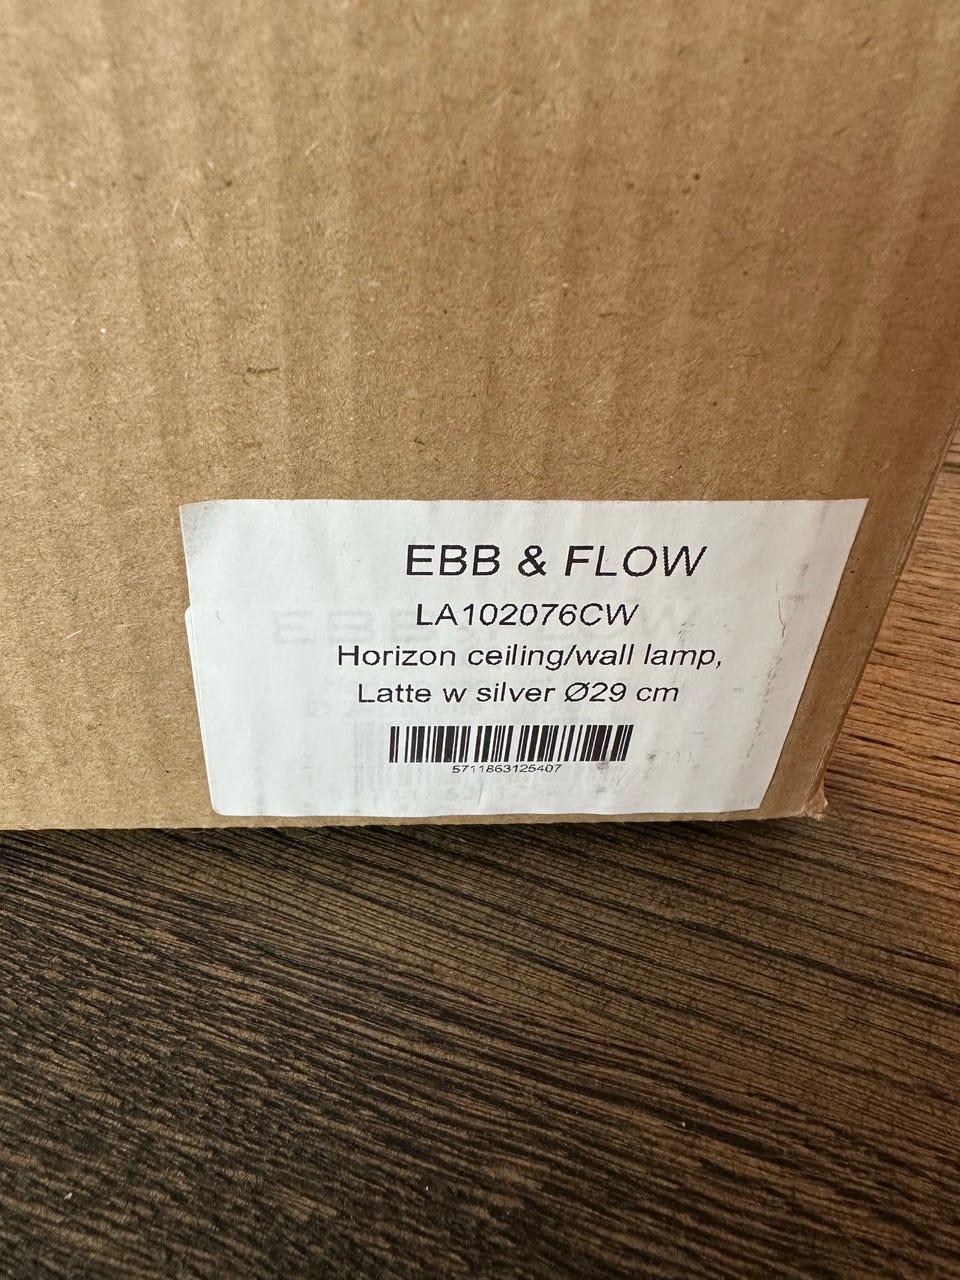 EBB & FLOW
LA102076CW
Horizon ceiling/wall lamp,
Latte w silver Ø29 cm
5711863125407